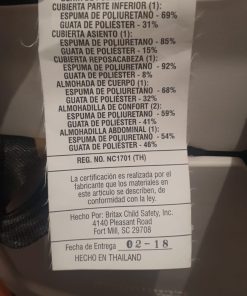 CUBIERTA PARTE INFERIOR (1):
ESPUMA DE POLIURETANO - 69%
GUATA DE POLIÉSTER - 31%
CUBIERTA ASIENTO (1):
ESPUMA DE POLIURETANO - 85%
GUATA DE POLIÉSTER - 15%
CUBIERTA REPOSACABEZA (1):
ESPUMA DE POLIURETANO - 92%
GUATA DE POLIÉSTER - 8%
ALMOHADA DE CUERPO (1):
ESPUMA DE POLIURETANO - 68%
GUATA DE POLIÉSTER - 32%
ALMOHADILLA DE CONFORT (2):
ESPUMA DE POLIURETANO - 59%
GUATA DE POLIÉSTER - 41%
ALMOHADILLA ABDOMINAL (1):
ESPUMA DE POLIURETANO - 54%
GUATA DE POLIÉSTER - 46%
REG. NO. NC1701 (TH)
La certificación es realizada por el
fabricante que los materiales en
este artículo se describen, de
conformidad con la ley.
Hecho Por: Britax Child Safety, Inc.
4140 Pleasant Road
Fort Mill, SC 29708
Fecha de Entrega 02-18
HECHO EN THAILAND